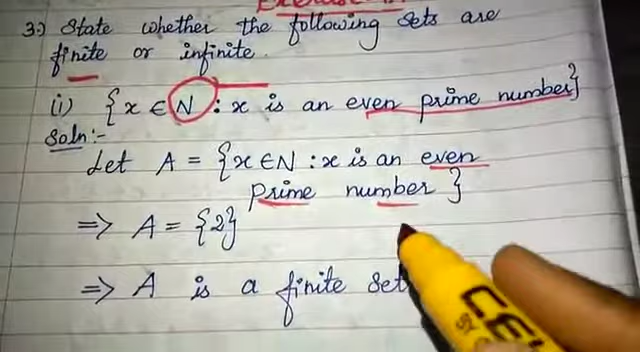 Exercise
3:) State whether the following sets are
finite or infinite.
(i) {x ∈ N : x is an even prime number}
Soln:-
Let A = {x ∈ N : x is an even
prime number}
⇒ A = {2}
⇒ A is a finite set